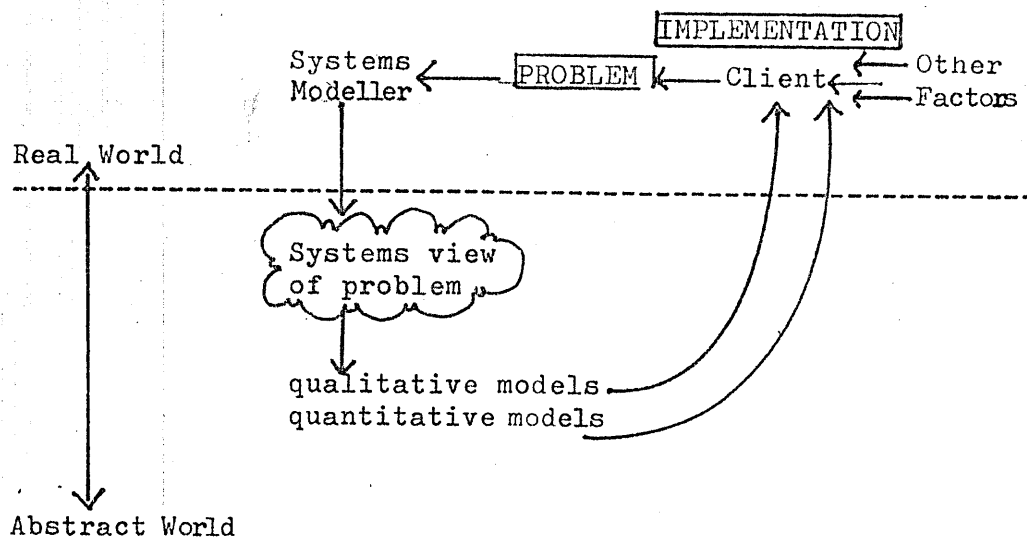 IMPLEMENTATION
Systems
Modeller
PROBLEM
Client
Other
Factors
Real World
Systems view
of problem
qualitative models
quantitative models
Abstract World